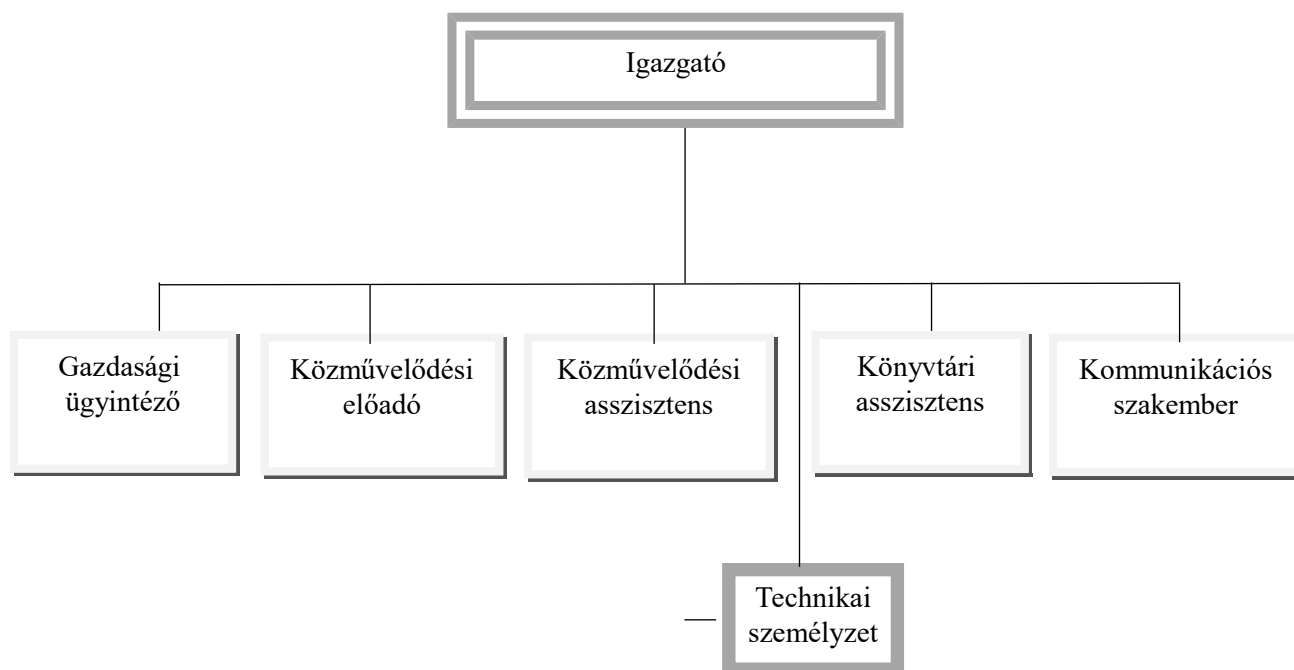 Igazgató
Gazdasági
ügyintéző
Közművelődési
előadó
Közművelődési
asszisztens
Könyvtári
asszisztens
Kommunikációs
szakember
Technikai
személyzet